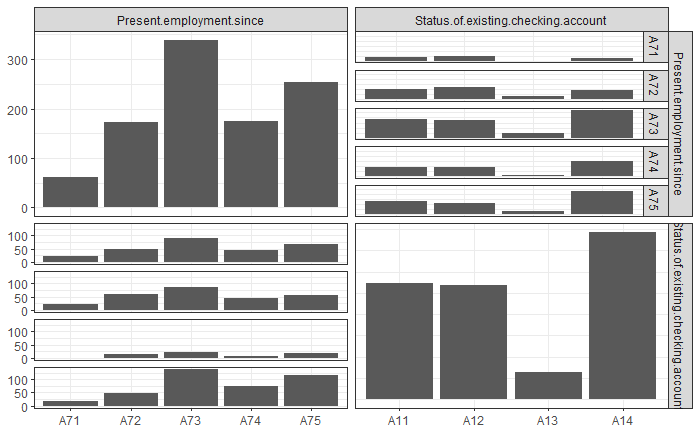 Present.employment.since
Status.of.existing.checking.account
300
200
100
0
A71
A72
A73
A74
A75
Present.employment.since
100
50
0
100
50
0
100
50
0
100
50
0
Status.of.existing.checking.account
A71 A72 A73 A74 A75
A11 A12 A13 A14